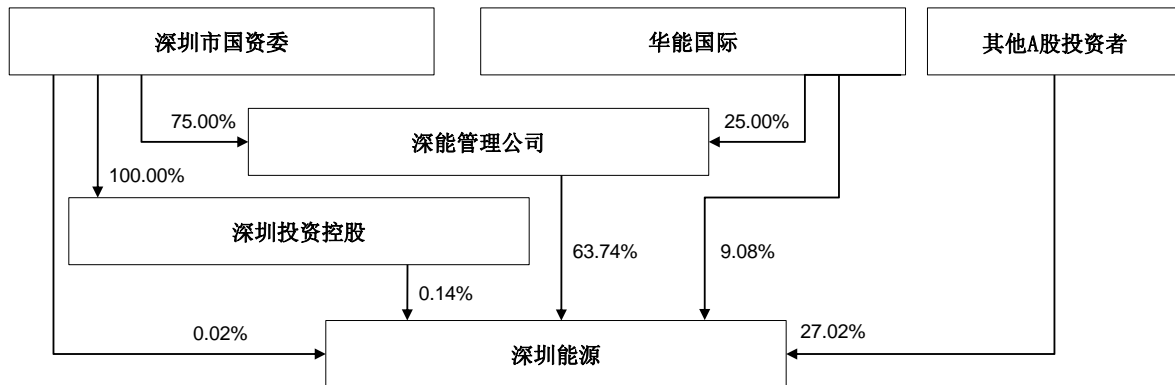 深圳市国资委
华能国际
其他A股投资者
75.00%
深能管理公司
25.00%
100.00%
深圳投资控股
63.74%
9.08%
0.14%
0.02%
深圳能源
27.02%